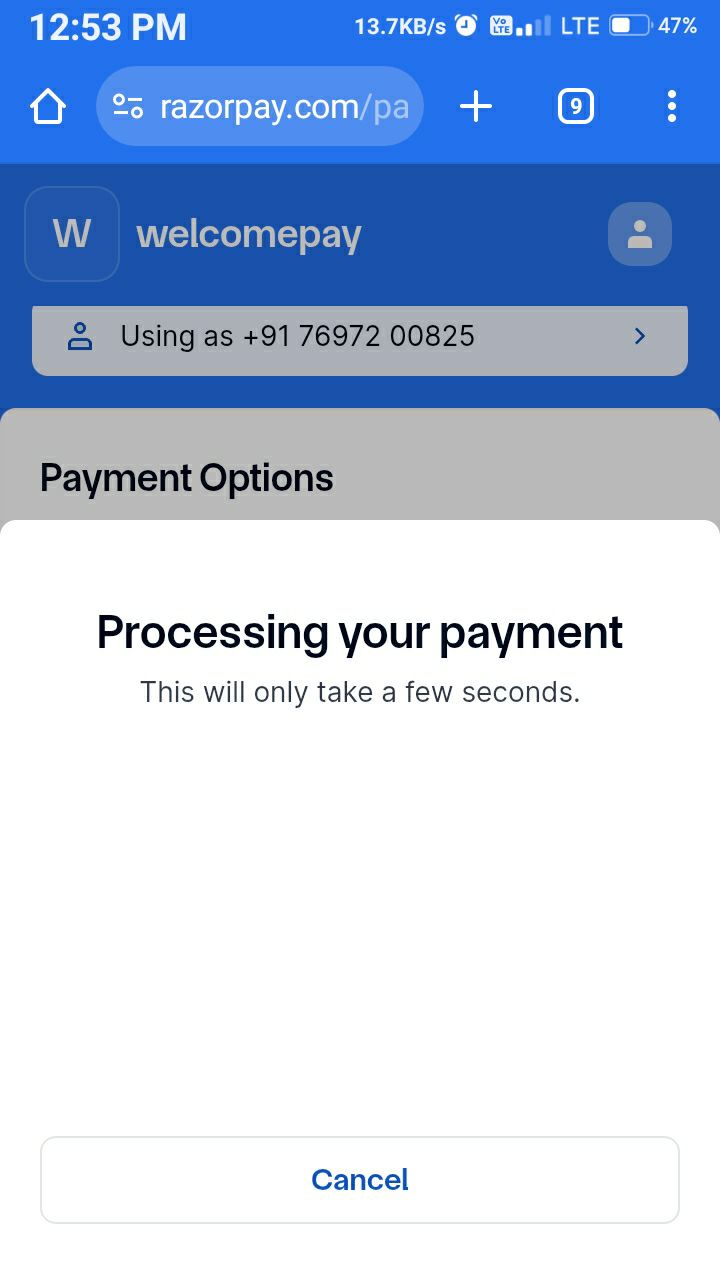 12:53 PM 13.7KB/s Vo LTE LTE 47%
razorpay.com/pa 9
W welcomepay
Using as +91 76972 00825
Payment Options
Processing your payment
This will only take a few seconds.
Cancel